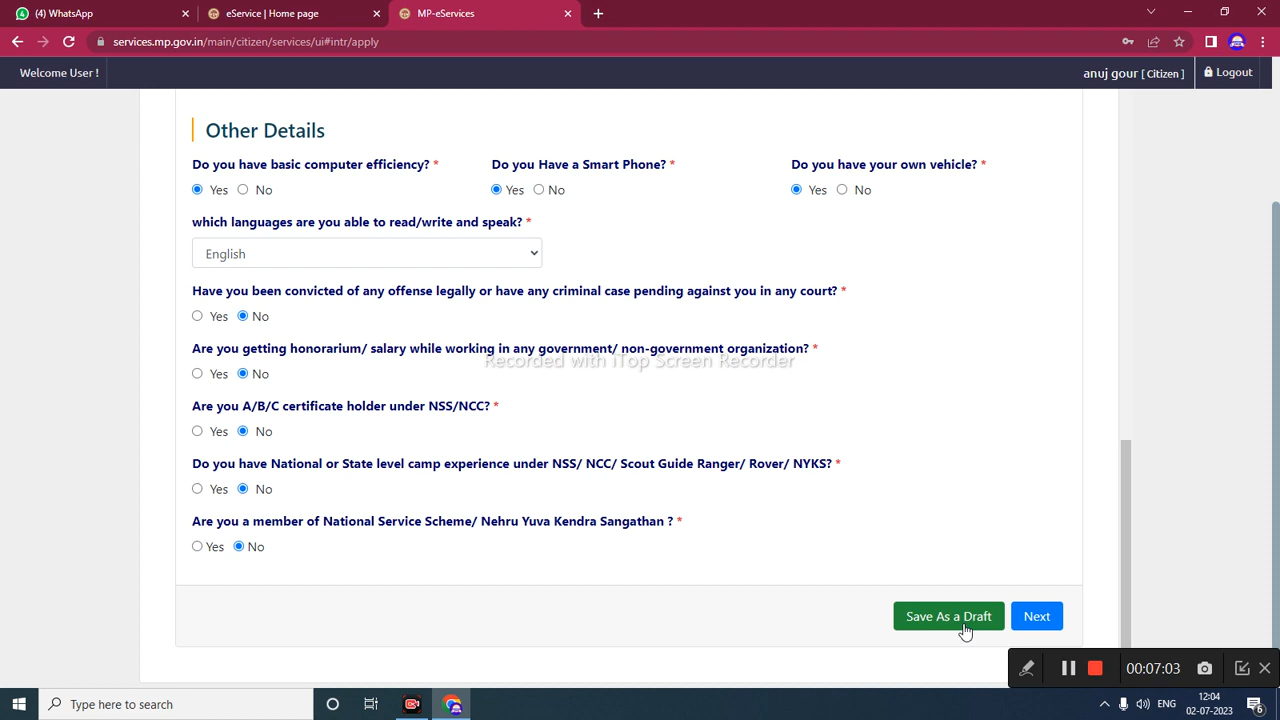 (4) WhatsApp
eService | Home page
MP-eServices
services.mp.gov.in/main/citizen/services/ui#intr/apply
Welcome User !
anuj gour [ Citizen ]
Logout
Other Details
Do you have basic computer efficiency? *
Do you Have a Smart Phone? *
Do you have your own vehicle? *
Yes No
Yes No
Yes No
which languages are you able to read/write and speak? *
English
Have you been convicted of any offense legally or have any criminal case pending against you in any court? *
Yes No
Are you getting honorarium/ salary while working in any government/ non-government organization? *
Recorded with iTop Screen Recorder
Yes No
Are you A/B/C certificate holder under NSS/NCC? *
Yes No
Do you have National or State level camp experience under NSS/ NCC/ Scout Guide Ranger/ Rover/ NYKS? *
Yes No
Are you a member of National Service Scheme/ Nehru Yuva Kendra Sangathan ? *
Yes No
Save As a Draft
Next
00:07:03
Type here to search
ENG
12:04
02-07-2023
6